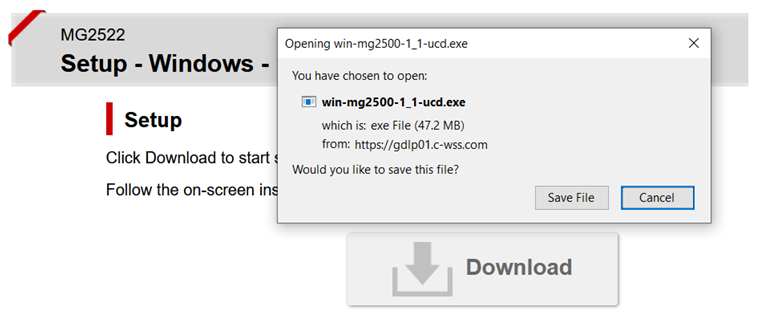 MG2522
Setup - Windows -
Opening win-mg2500-1_1-ucd.exe
You have chosen to open:
win-mg2500-1_1-ucd.exe
which is: exe File (47.2 MB)
from: https://gdlp01.c-wss.com
Would you like to save this file?
Save File
Cancel
Setup
Click Download to start
Follow the on-screen
Download